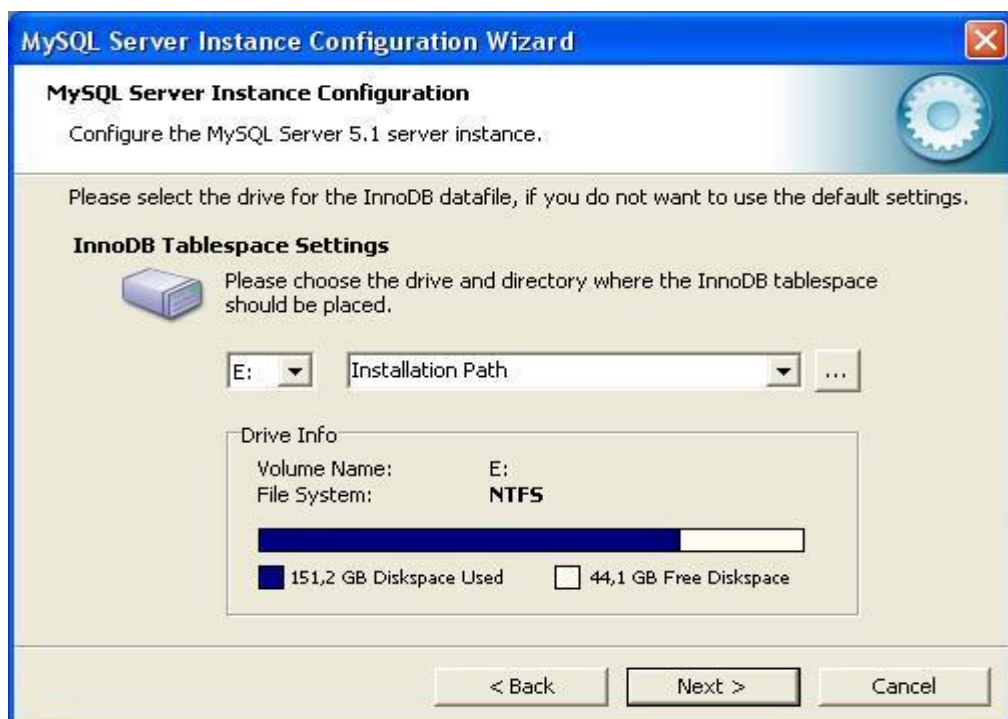 MySQL Server Instance Configuration Wizard
MySQL Server Instance Configuration
Configure the MySQL Server 5.1 server instance.
Please select the drive for the InnoDB datafile, if you do not want to use the default settings.
InnoDB Tablespace Settings
Please choose the drive and directory where the InnoDB tablespace
should be placed.
E: Installation Path ...
Drive Info
Volume Name: E:
File System: NTFS
151,2 GB Diskspace Used 44,1 GB Free Diskspace
< Back Next > Cancel